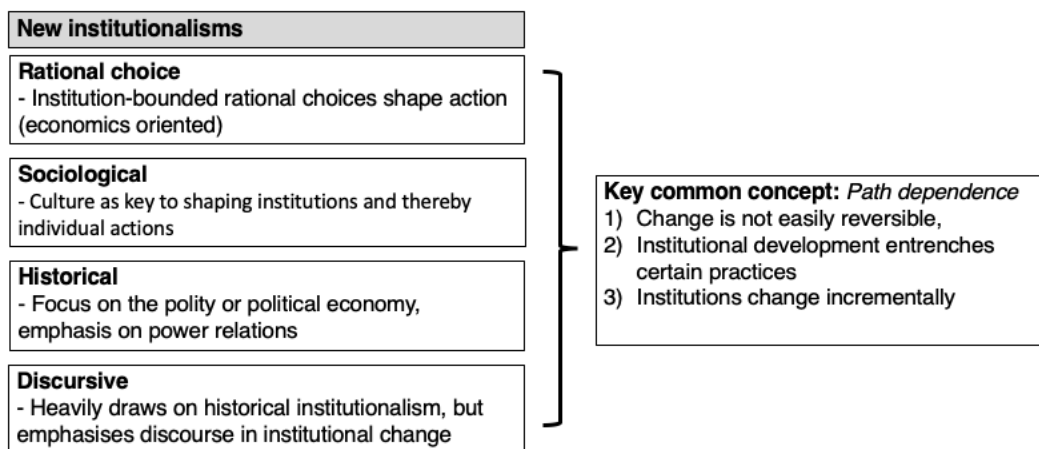 New institutionalisms
Rational choice
- Institution-bounded rational choices shape action
(economics oriented)
Sociological
- Culture as key to shaping institutions and thereby
individual actions
Historical
- Focus on the polity or political economy,
emphasis on power relations
Discursive
- Heavily draws on historical institutionalism, but
emphasises discourse in institutional change
Key common concept: Path dependence
1) Change is not easily reversible,
2) Institutional development entrenches
certain practices
3) Institutions change incrementally